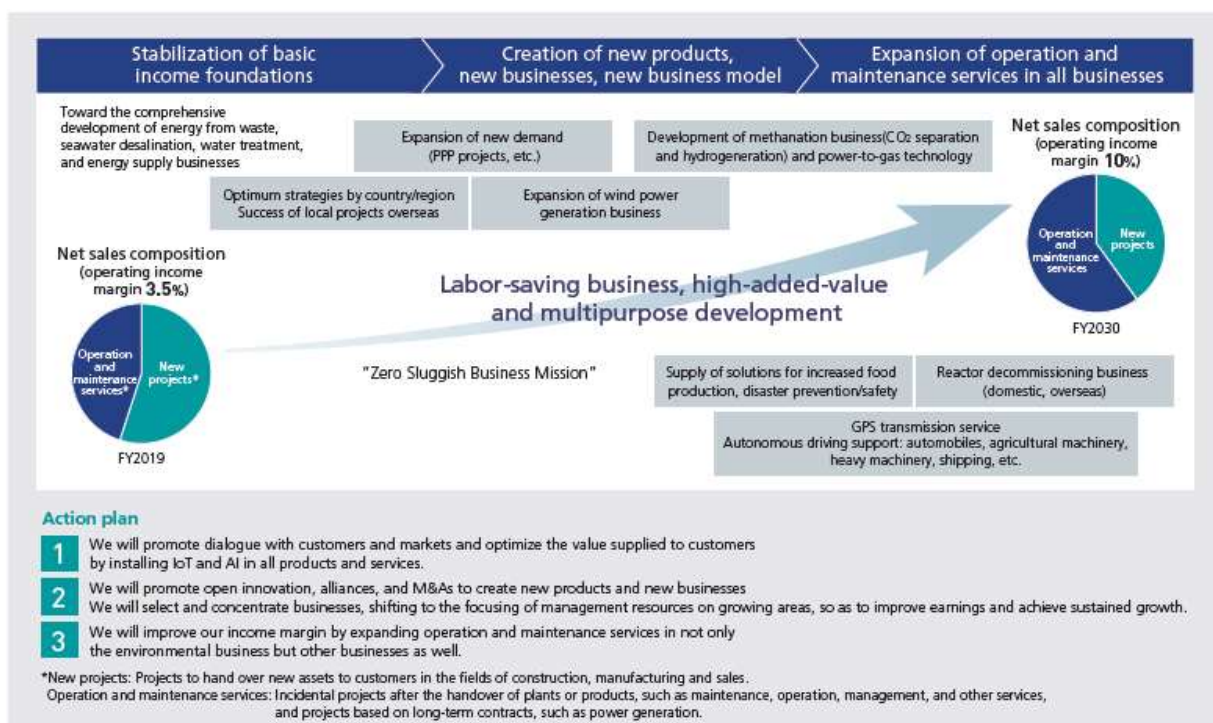 Stabilization of basic
income foundations
Creation of new products,
new businesses, new business model
Expansion of operation and
maintenance services in all businesses
Toward the comprehensive
development of energy from waste,
seawater desalination, water treatment,
and energy supply businesses
Expansion of new demand
(PPP projects, etc.)
Development of methanation business(CO₂ separation
and hydrogeneration) and power-to-gas technology
Optimum strategies by country/region
Success of local projects overseas
Expansion of wind power
generation business
Net sales composition
(operating income
margin 10%)
Operation
and
maintenance
services
New
projects
FY2030
Net sales composition
(operating income
margin 3.5%)
Operation
and
maintenance
services*
New
projects*
FY2019
Labor-saving business, high-added-value
and multipurpose development
"Zero Sluggish Business Mission"
Supply of solutions for increased food
production, disaster prevention/safety
Reactor decommissioning business
(domestic, overseas)
GPS transmission service
Autonomous driving support: automobiles, agricultural machinery,
heavy machinery, shipping, etc.
Action plan
1 We will promote dialogue with customers and markets and optimize the value supplied to customers
by installing IoT and AI in all products and services.
2 We will promote open innovation, alliances, and M&As to create new products and new businesses
We will select and concentrate businesses, shifting to the focusing of management resources on growing areas, so as to improve earnings and achieve sustained growth.
3 We will improve our income margin by expanding operation and maintenance services in not only
the environmental business but other businesses as well.
*New projects: Projects to hand over new assets to customers in the fields of construction, manufacturing and sales.
Operation and maintenance services: Incidental projects after the handover of plants or products, such as maintenance, operation, management, and other services,
and projects based on long-term contracts, such as power generation.